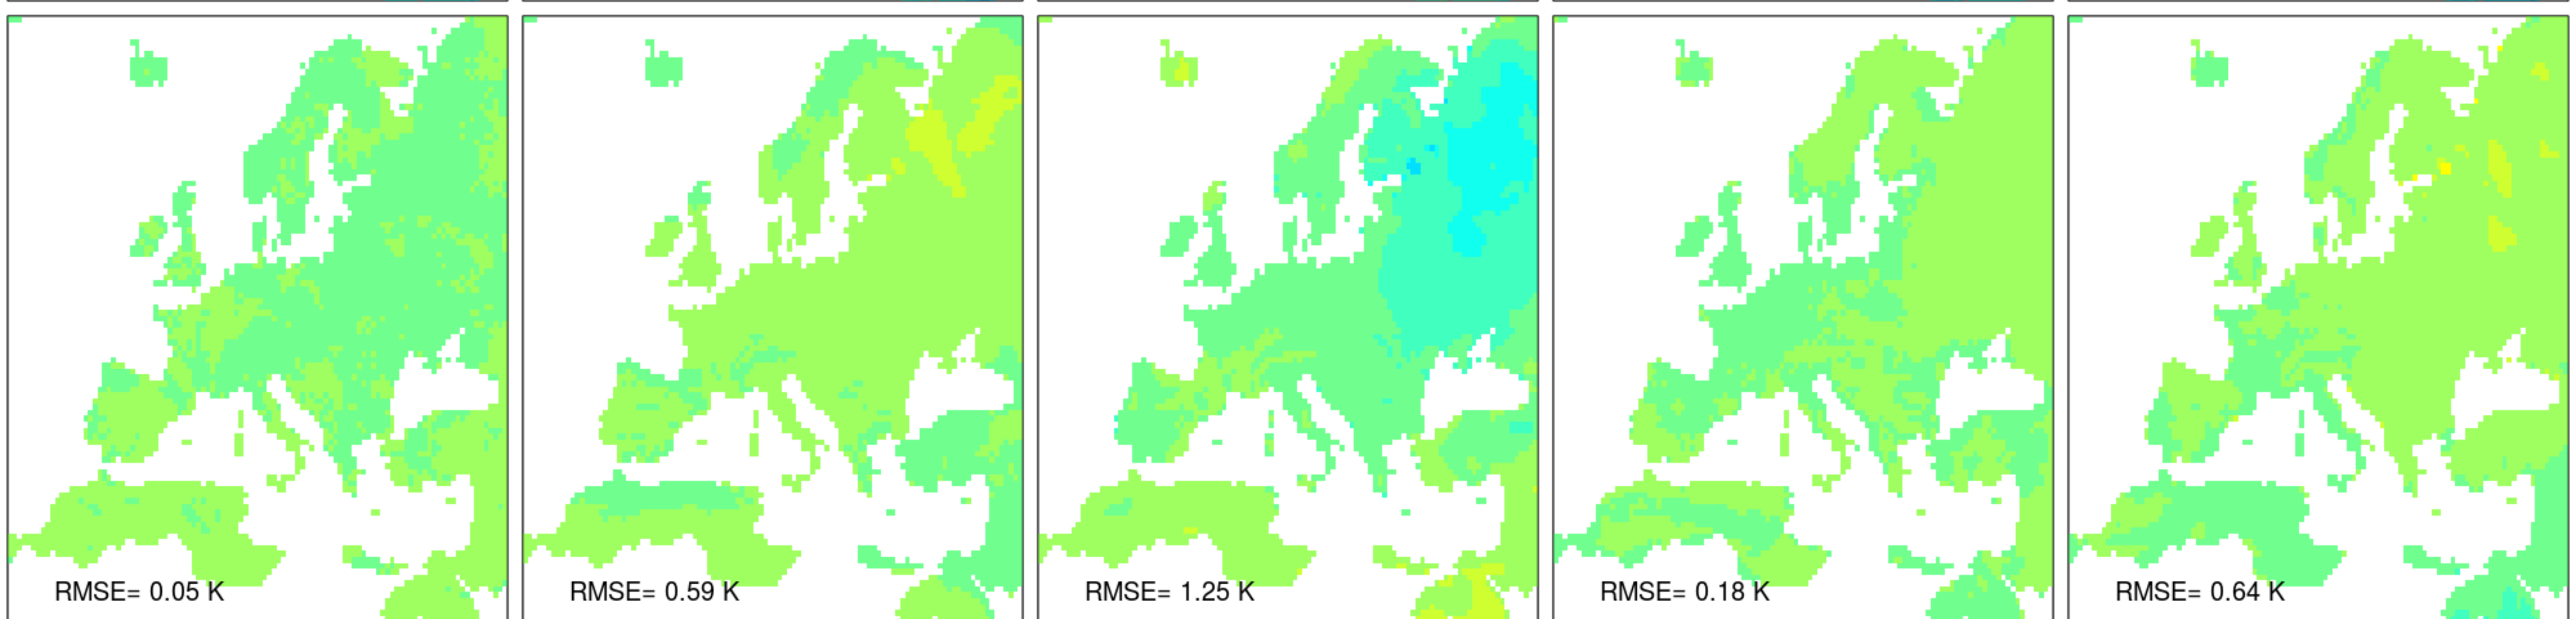 RMSE= 0.05 K
RMSE= 0.59 K
RMSE= 1.25 K
RMSE= 0.18 K
RMSE= 0.64 K